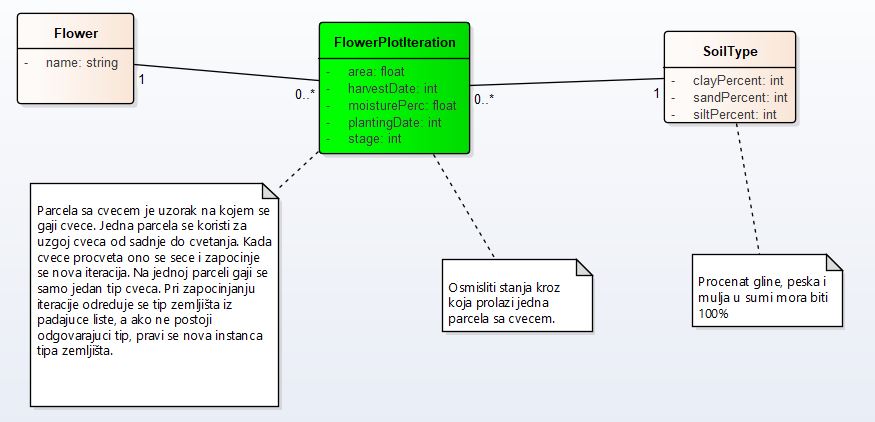 Flower
- name: string
1
0..*
FlowerPlotIteration
- area: float
- harvestDate: int
- moisturePerc: float
- plantingDate: int
- stage: int
0..*
1
SoilType
- clayPercent: int
- sandPercent: int
- siltPercent: int
Parcela sa cvecem je uzorak na kojem se
gaji cvece. Jedna parcela se koristi za
uzgoj cveca od sadnje do cvetanja. Kada
cvece procveta ono se sece i zapocinje
se nova iteracija. Na jednoj parceli gaji se
samo jedan tip cveca. Pri zapocinjanju
iteracije odreduje se tip zemljišta iz
padajuce liste, a ako ne postoji
odgovarajuci tip, pravi se nova instanca
tipa zemljišta.
Osmisliti stanja kroz
koja prolazi jedna
parcela sa cvecem.
Procenat gline, peska i
mulja u sumi mora biti
100%